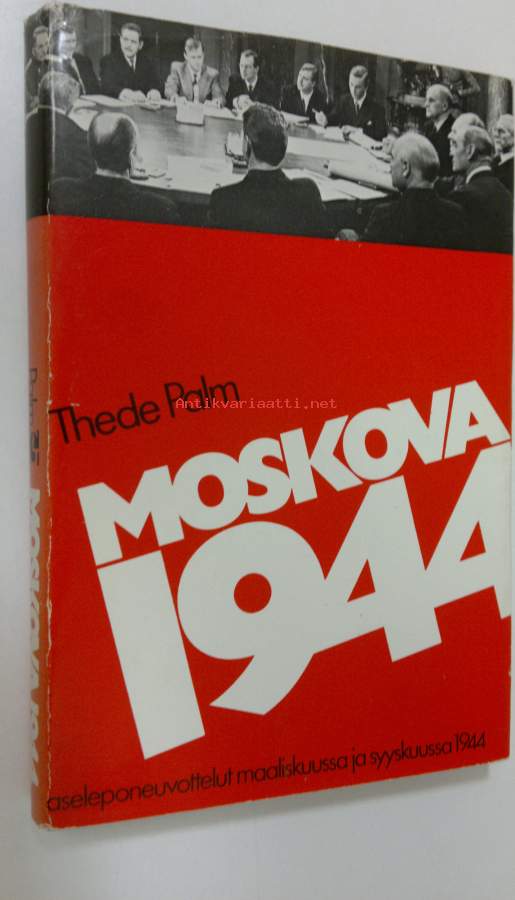 Thede Palm
Antikvariaatti.net
MOSKOVA
1944
aseleponeuvottelut maaliskuussa ja syyskuussa 1944
Palm
MOSKOVA 1944